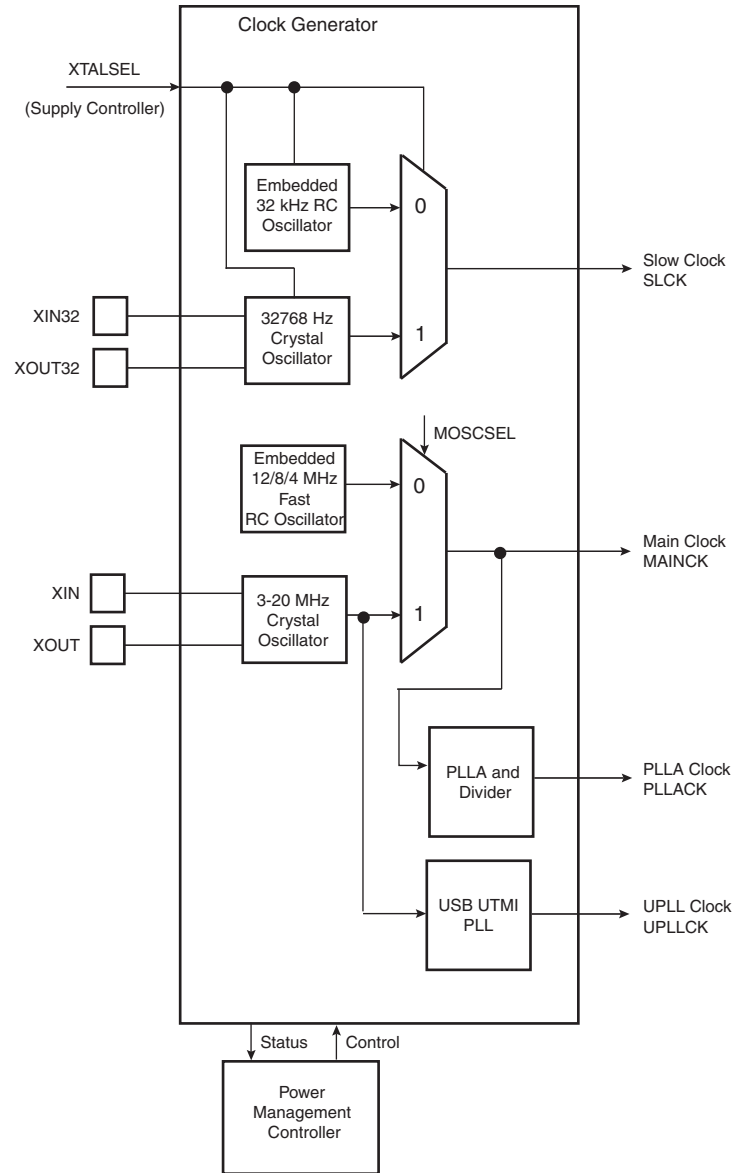 Clock Generator
XTALSEL
(Supply Controller)
Embedded
32 kHz RC
Oscillator
0
Slow Clock
SLCK
XIN32
XOUT32
32768 Hz
Crystal
Oscillator
1
MOSCSEL
Embedded
12/8/4 MHz
Fast
RC Oscillator
0
Main Clock
MAINCK
XIN
XOUT
3-20 MHz
Crystal
Oscillator
1
PLLA and
Divider
PLLA Clock
PLLACK
USB UTMI
PLL
UPLL Clock
UPLLCK
Status
Control
Power
Management
Controller